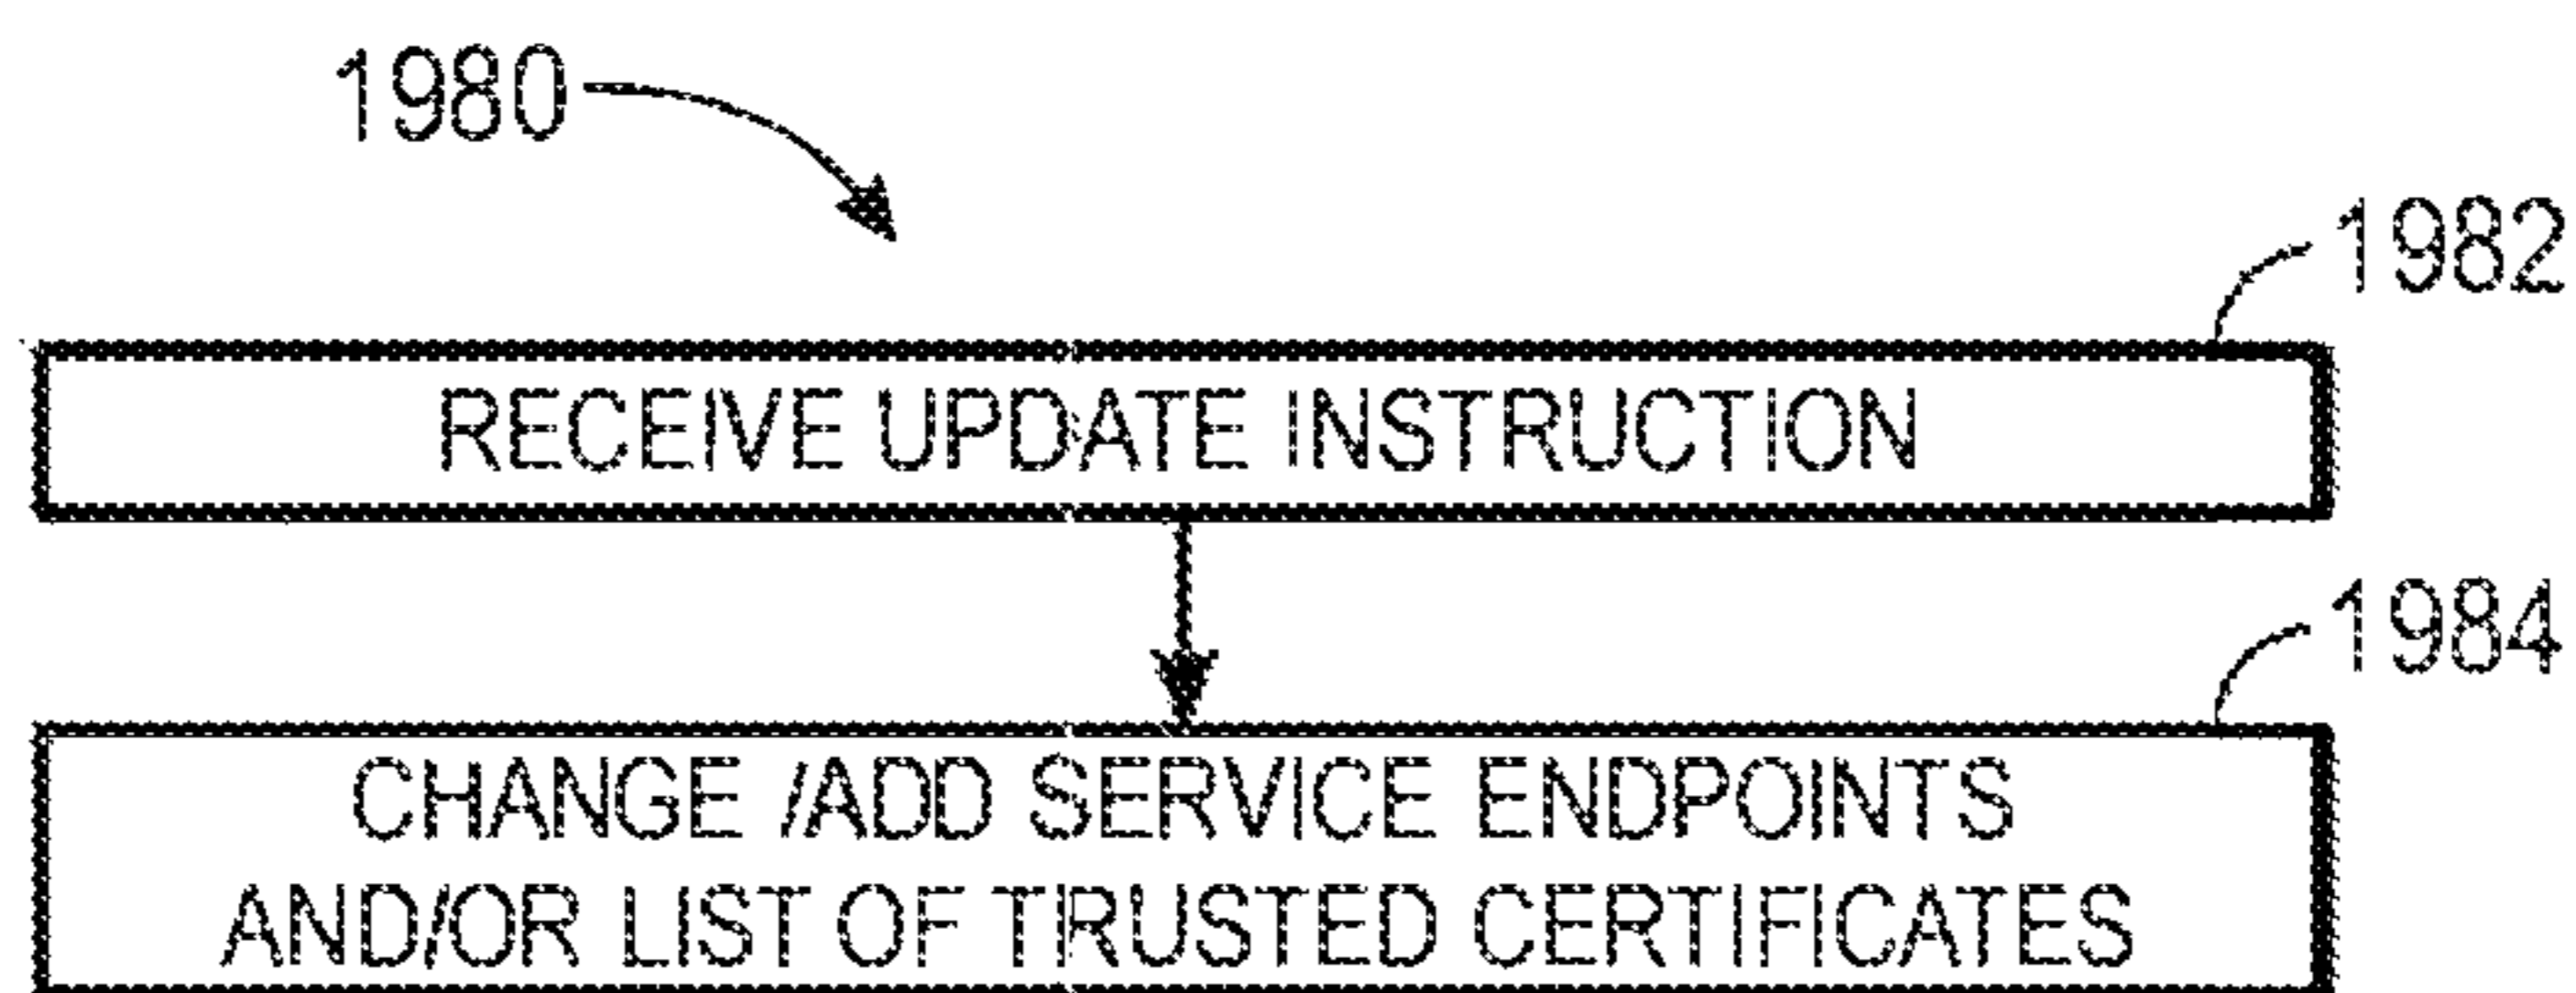 1980
1982
RECEIVE UPDATE INSTRUCTION
1984
CHANGE /ADD SERVICE ENDPOINTS
AND/OR LIST OF TRUSTED CERTIFICATES